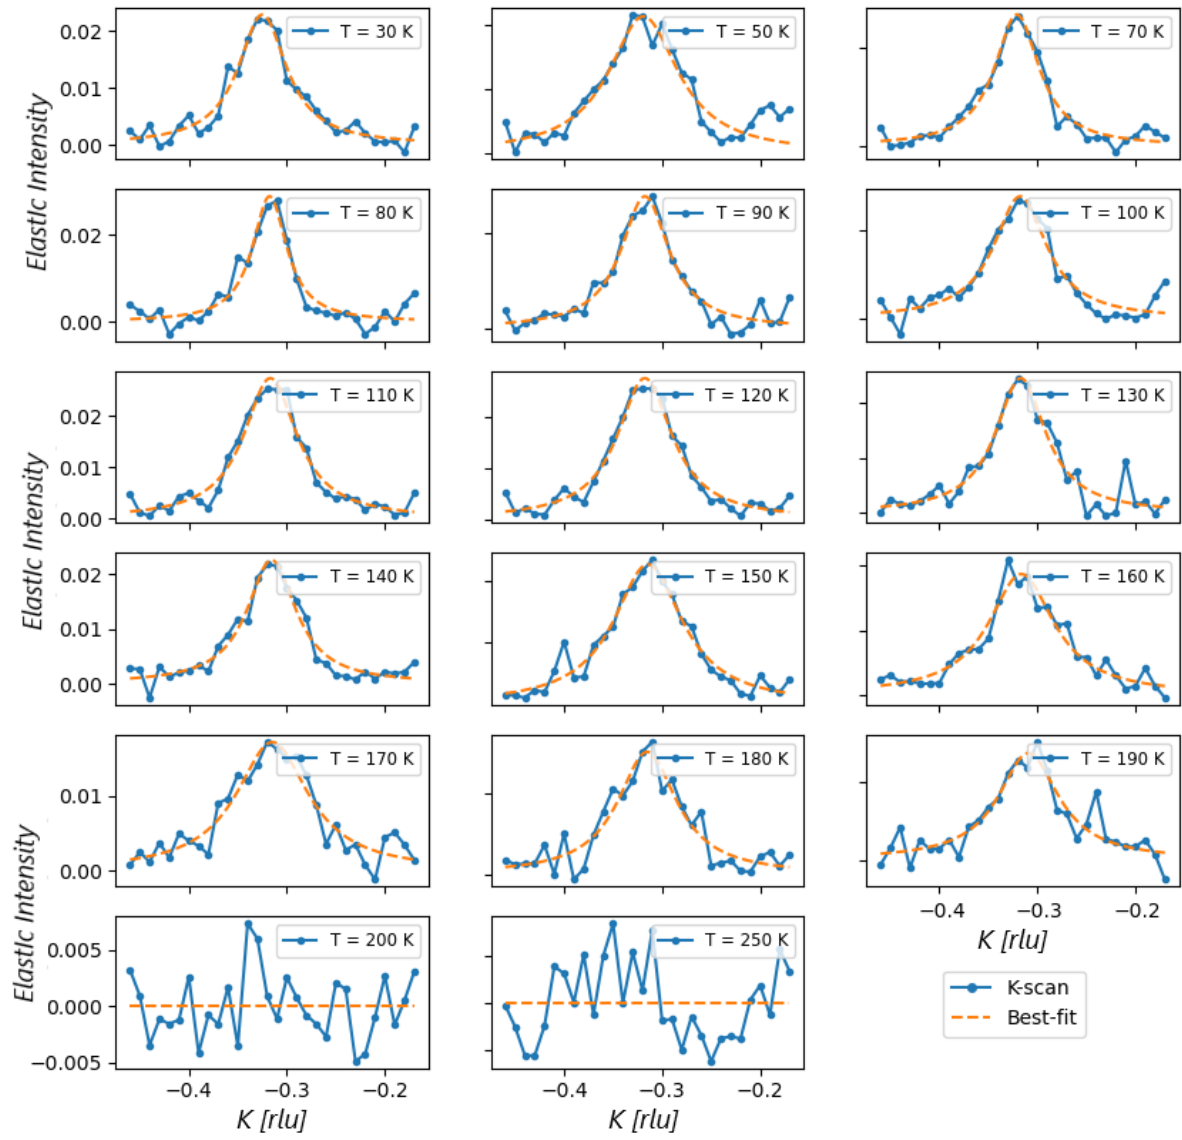 0.02
0.01
0.00
T = 30 K
T = 50 K
T = 70 K
Elastic Intensity
0.02
0.00
T = 80 K
T = 90 K
T = 100 K
0.02
0.01
0.00
T = 110 K
T = 120 K
T = 130 K
Elastic Intensity
0.02
0.01
0.00
T = 140 K
T = 150 K
T = 160 K
0.01
0.00
T = 170 K
T = 180 K
T = 190 K
Elastic Intensity
−0.4 −0.3 −0.2
K [rlu]
0.005
0.000
−0.005
T = 200 K
T = 250 K
−0.4 −0.3 −0.2
K [rlu]
−0.4 −0.3 −0.2
K [rlu]
K-scan
Best-fit